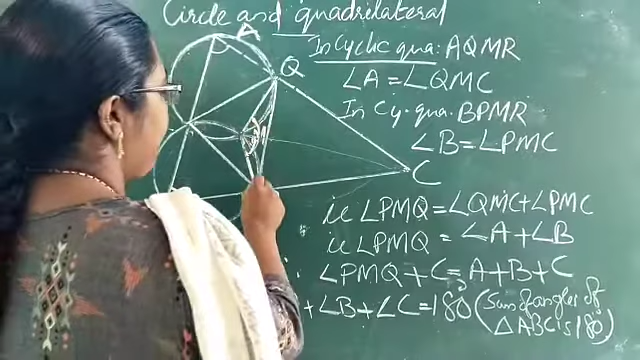 Circle and quadrilateral
A
Q
C
In Cyclic qua: AQMR
∠A = ∠QMC
In cy. qua. BPMR
∠B = ∠PMC
ie ∠PMQ = ∠QMC + ∠PMC
ie ∠PMQ = ∠A + ∠B
∠PMQ + C = A + B + C
+ ∠B + ∠C = 180° (Sum of angles of
△ABC is 180°)